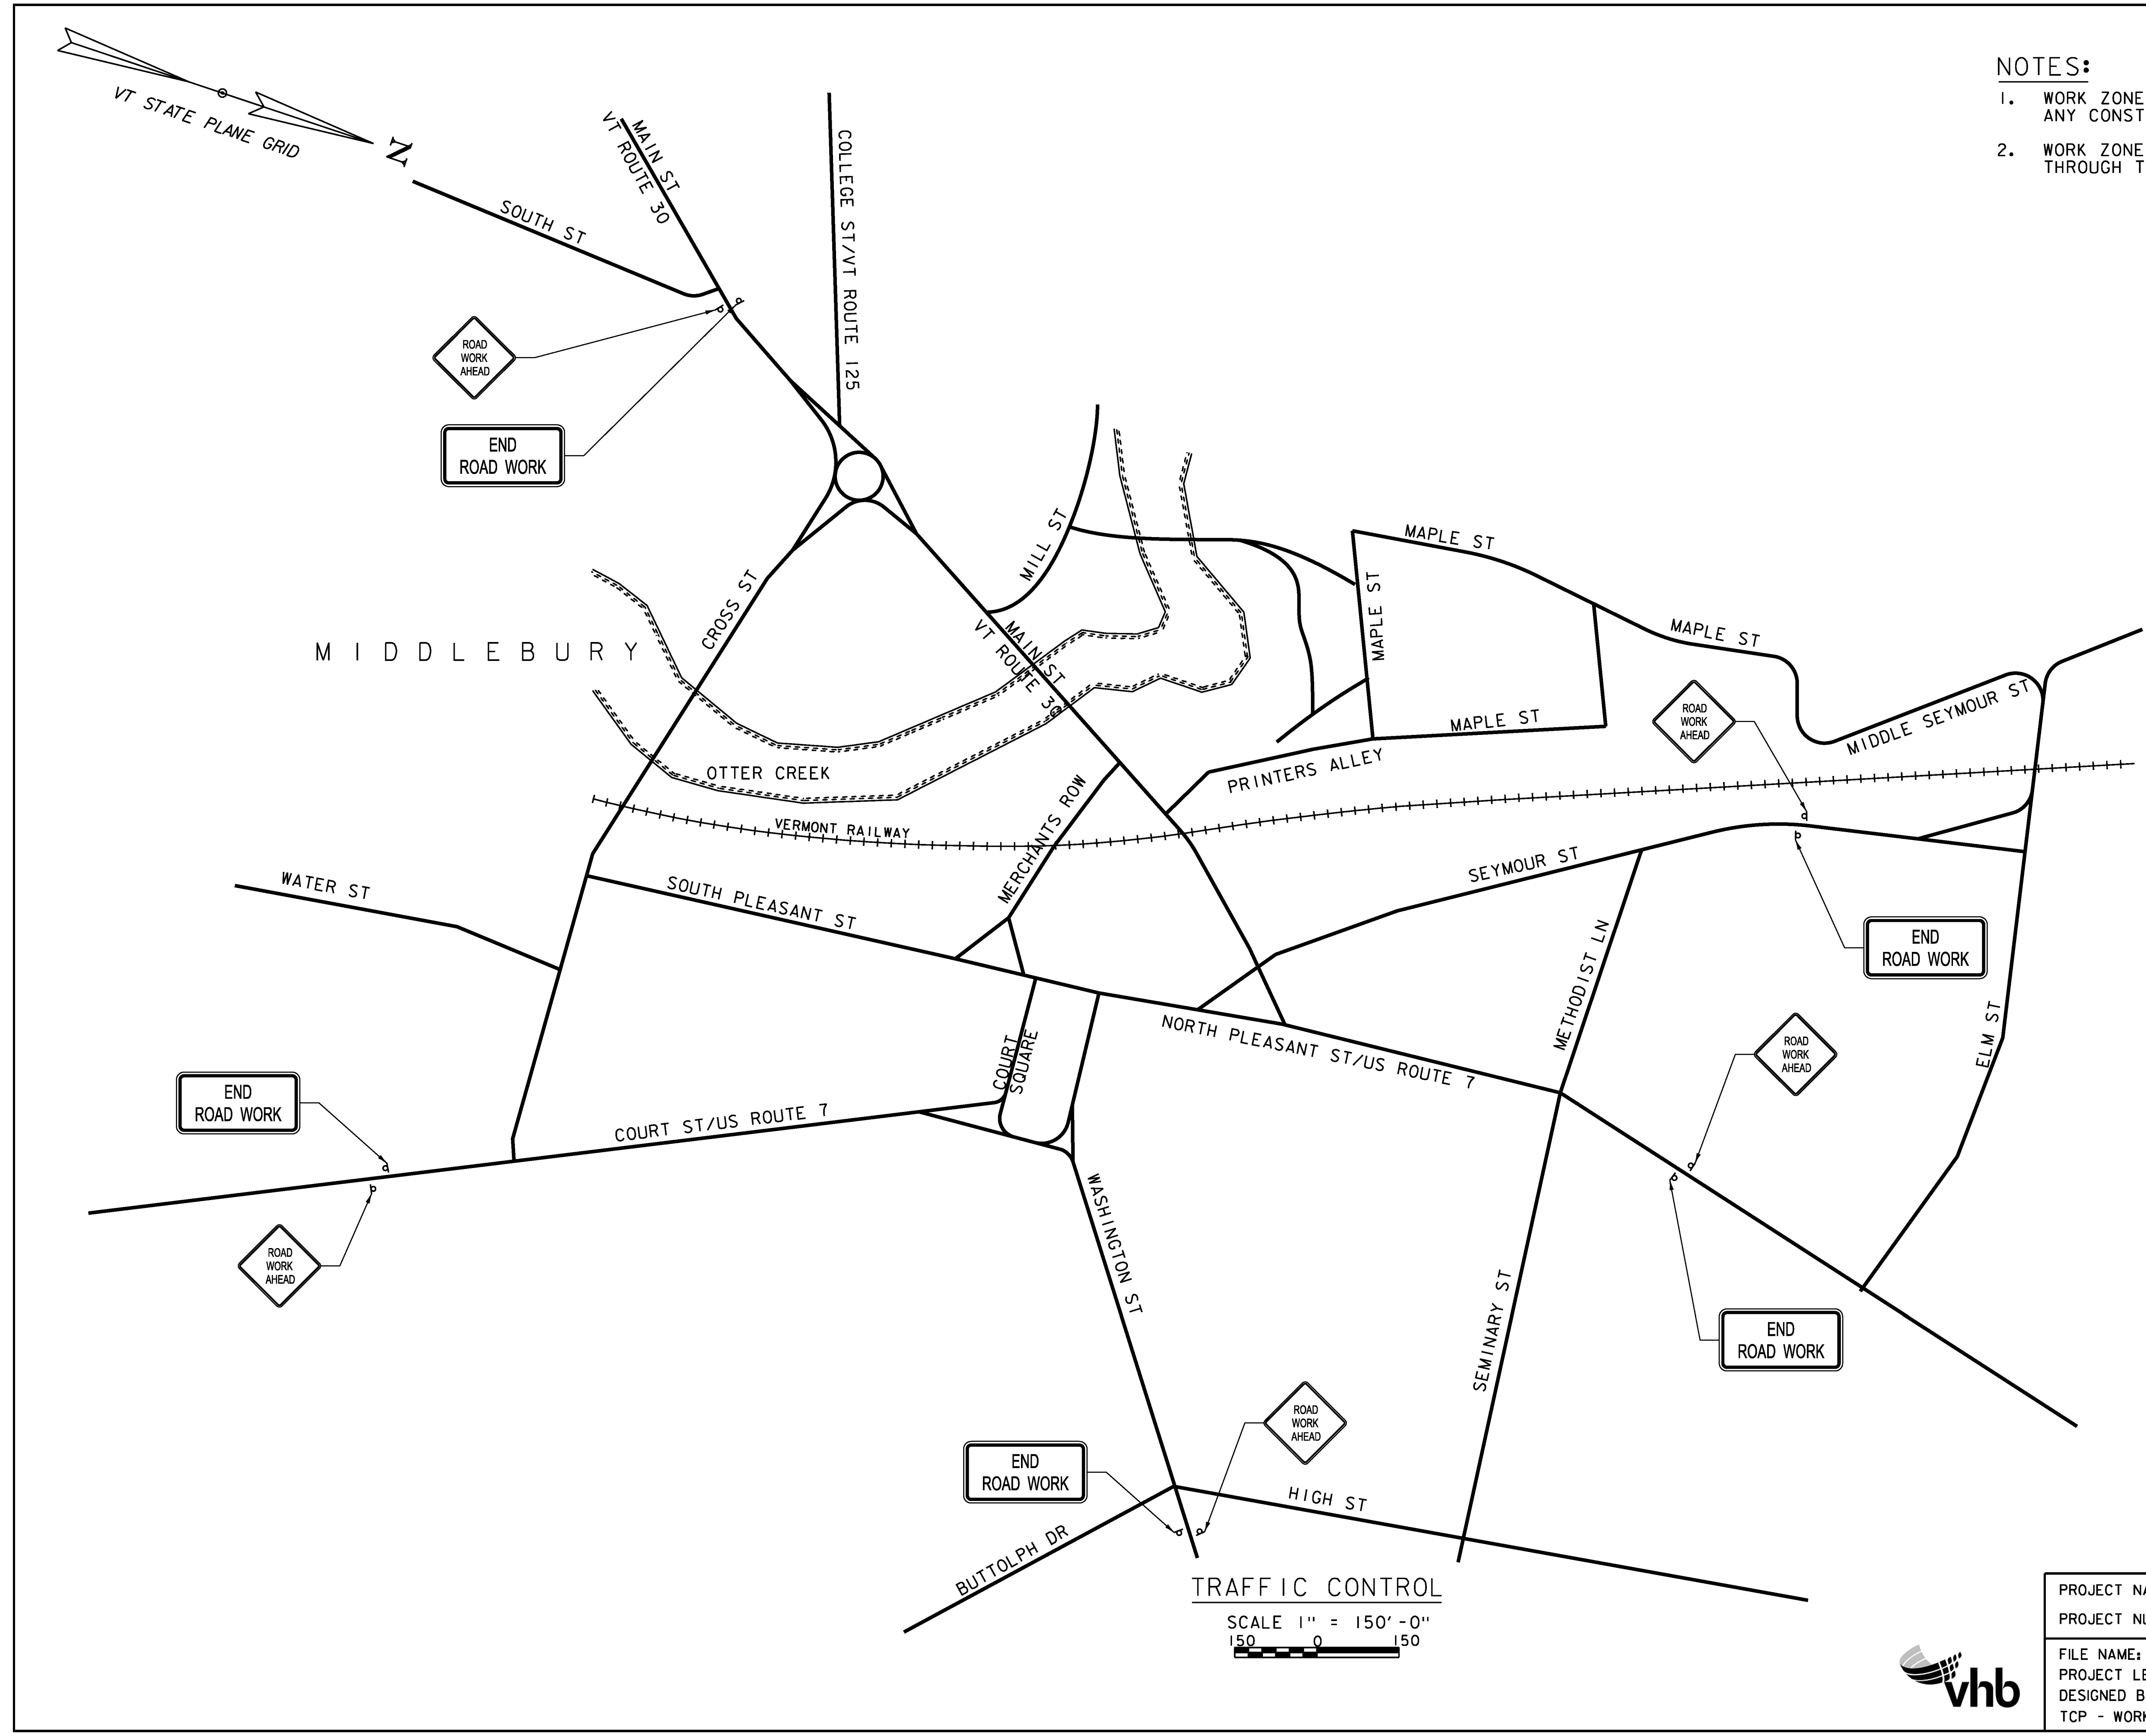 VT STATE PLANE GRID
N
SOUTH ST
MAIN ST
VT ROUTE 30
COLLEGE ST/VT ROUTE 125
NOTES:
1. WORK ZONE
ANY CONST
2. WORK ZONE
THROUGH T
ROAD
WORK
AHEAD
END
ROAD WORK
MILL ST
MAPLE ST
MAPLE ST
CROSS ST
MIDDLEBURY
MAIN ST
VT ROUTE 30
MAPLE ST
MAPLE ST
ROAD
WORK
AHEAD
MIDDLE SEYMOUR ST
OTTER CREEK
PRINTERS ALLEY
VERMONT RAILWAY
MERCHANTS ROW
WATER ST
SOUTH PLEASANT ST
SEYMOUR ST
END
ROAD WORK
METHODIST LN
NORTH PLEASANT ST/US ROUTE 7
COURT
SQUARE
ELM ST
ROAD
WORK
AHEAD
END
ROAD WORK
COURT ST/US ROUTE 7
ROAD
WORK
AHEAD
WASHINGTON ST
SEMINARY ST
END
ROAD WORK
ROAD
WORK
AHEAD
END
ROAD WORK
HIGH ST
BUTTOLPH DR
TRAFFIC CONTROL
SCALE 1" = 150'-0"
150 0 150
vhb
PROJECT NA
PROJECT NU
FILE NAME:
PROJECT LE
DESIGNED B
TCP - WORK